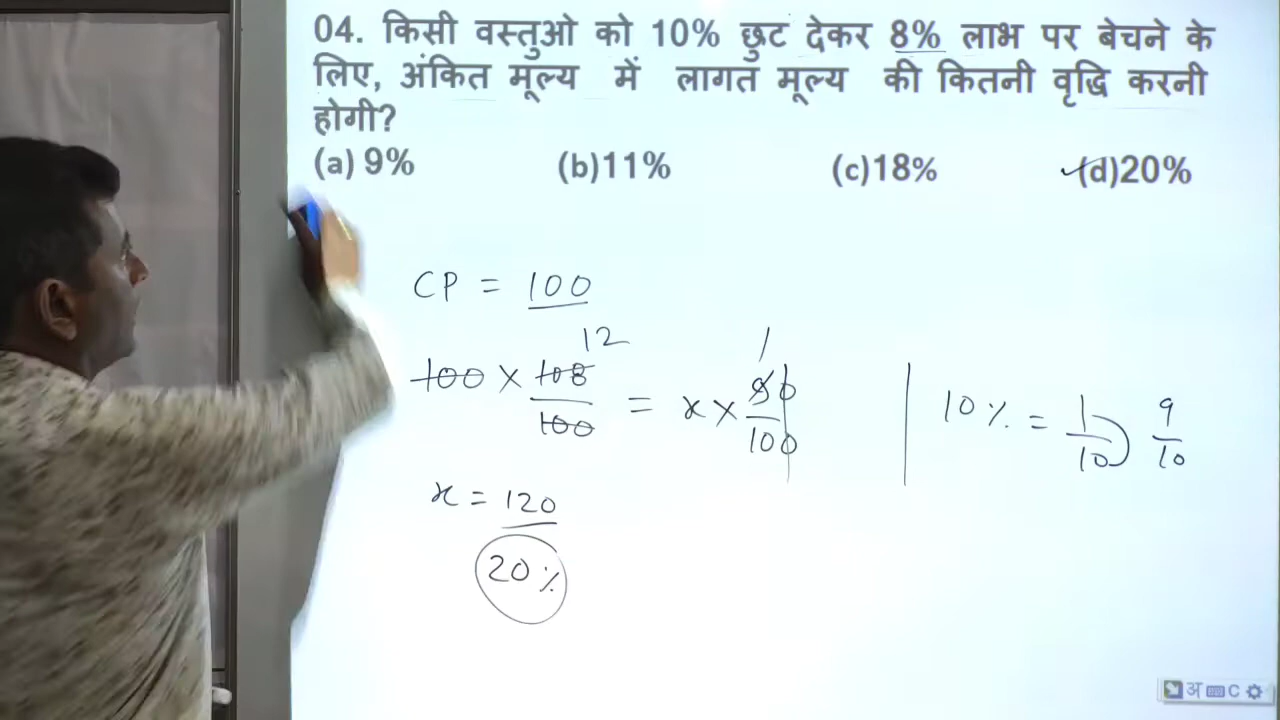 04. किसी वस्तुओ को 10% छुट देकर 8% लाभ पर बेचने के
लिए, अंकित मूल्य में लागत मूल्य की कितनी वृद्धि करनी
होगी?
(a) 9% (b)11% (c)18% (d)20%
CP = 100
12 1
100 × 108/100 = x × 90/100
10% = 1/10 9/10
x = 120
20%
अ C